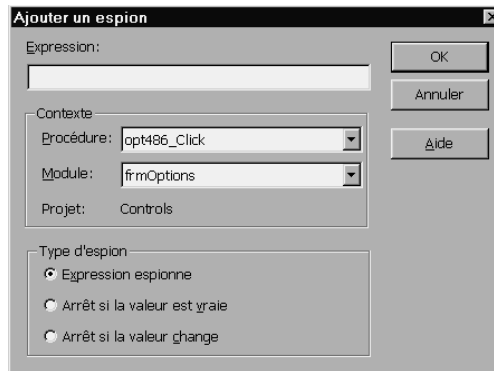 Ajouter un espion
Expression:
OK
Annuler
Aide
Contexte
Procédure: opt486_Click
Module: frmOptions
Projet: Controls
Type d'espion
Expression espionne
Arrêt si la valeur est vraie
Arrêt si la valeur change